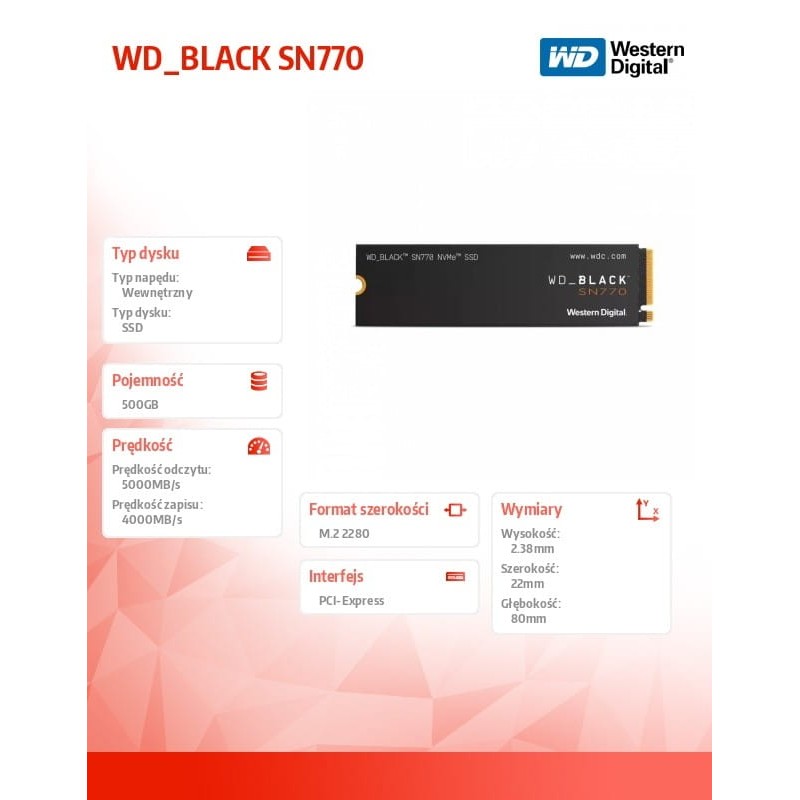 WD_BLACK SN770
WD Western
Digital®
WD_BLACK™ SN770 NVMe™ SSD
www.wdc.com
WD_BLACK™
SN770
Western Digital
Typ dysku
Typ napędu:
Wewnętrzny
Typ dysku:
SSD
Pojemność
500GB
Prędkość
Prędkość odczytu:
5000MB/s
Prędkość zapisu:
4000MB/s
Format szerokości
M.2 2280
Interfejs
PCI-Express
Wymiary
Y
X
Wysokość:
2.38mm
Szerokość:
22mm
Głębokość:
80mm